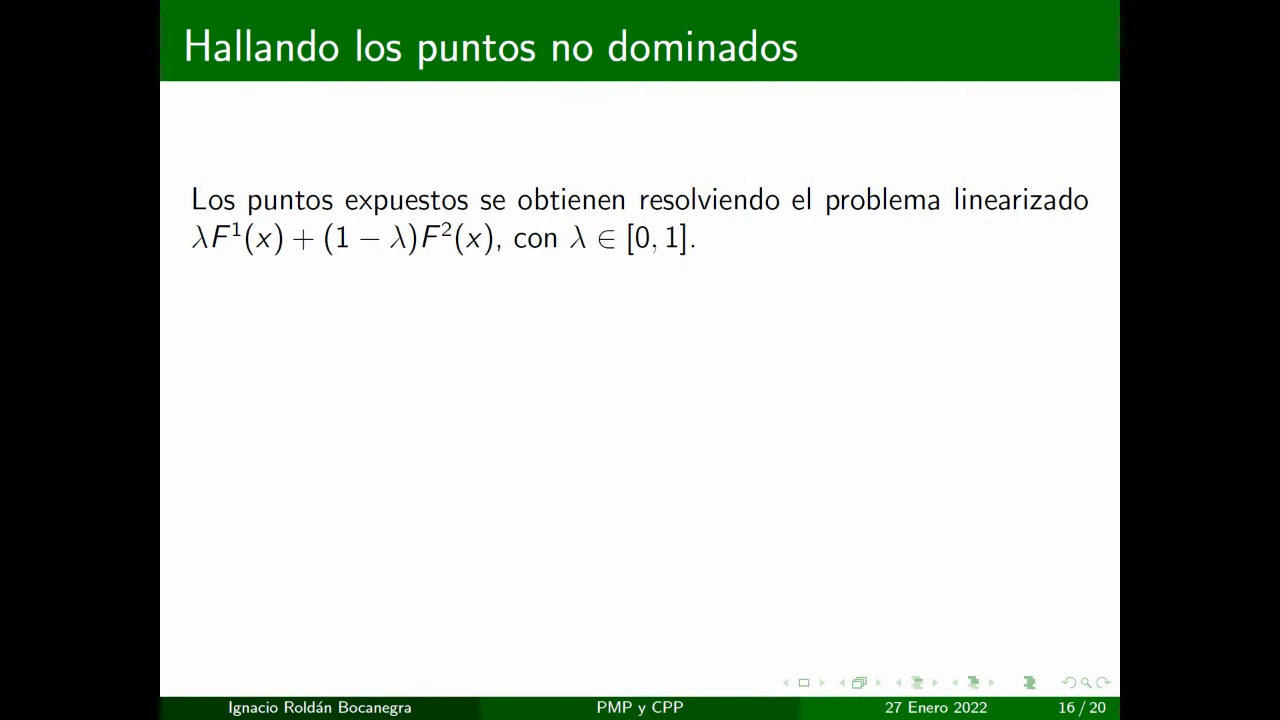 Hallando los puntos no dominados
Los puntos expuestos se obtienen resolviendo el problema linearizado
λF¹(x) + (1 − λ)F²(x), con λ ∈ [0, 1].
Ignacio Roldán Bocanegra PMP y CPP 27 Enero 2022 16 / 20